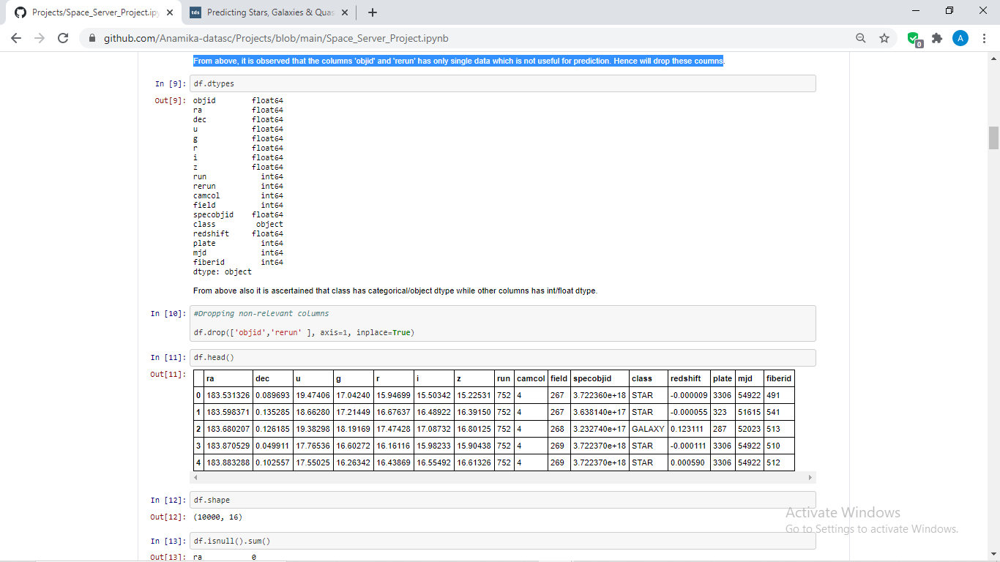 Projects/Space_Server_Project.ipy
tds Predicting Stars, Galaxies & Quas
github.com/Anamika-datasc/Projects/blob/main/Space_Server_Project.ipynb
0
A
From above, it is observed that the columns 'objid' and 'rerun' has only single data which is not useful for prediction. Hence will drop these coumns.
In [9]: df.dtypes
Out[9]: objid float64
ra float64
dec float64
u float64
g float64
r float64
i float64
z float64
run int64
rerun int64
camcol int64
field int64
specobjid float64
class object
redshift float64
plate int64
mjd int64
fiberid int64
dtype: object
From above also it is ascertained that class has categorical/object dtype while other columns has int/float dtype.
In [10]: #Dropping non-relevant columns
df.drop(['objid','rerun' ], axis=1, inplace=True)
In [11]: df.head()
Out[11]: ra dec u g r i z run camcol field specobjid class redshift plate mjd fiberid
0 183.531326 0.089693 19.47406 17.04240 15.94699 15.50342 15.22531 752 4 267 3.722360e+18 STAR -0.000009 3306 54922 491
1 183.598371 0.135285 18.66280 17.21449 16.67637 16.48922 16.39150 752 4 267 3.638140e+17 STAR -0.000055 323 51615 541
2 183.680207 0.126185 19.38298 18.19169 17.47428 17.08732 16.80125 752 4 268 3.232740e+17 GALAXY 0.123111 287 52023 513
3 183.870529 0.049911 17.76536 16.60272 16.16116 15.98233 15.90438 752 4 269 3.722370e+18 STAR -0.000111 3306 54922 510
4 183.883288 0.102557 17.55025 16.26342 16.43869 16.55492 16.61326 752 4 269 3.722370e+18 STAR 0.000590 3306 54922 512
In [12]: df.shape
Out[12]: (10000, 16)
Activate Windows
Go to Settings to activate Windows.
In [13]: df.isnull().sum()
Out[13]: ra 0